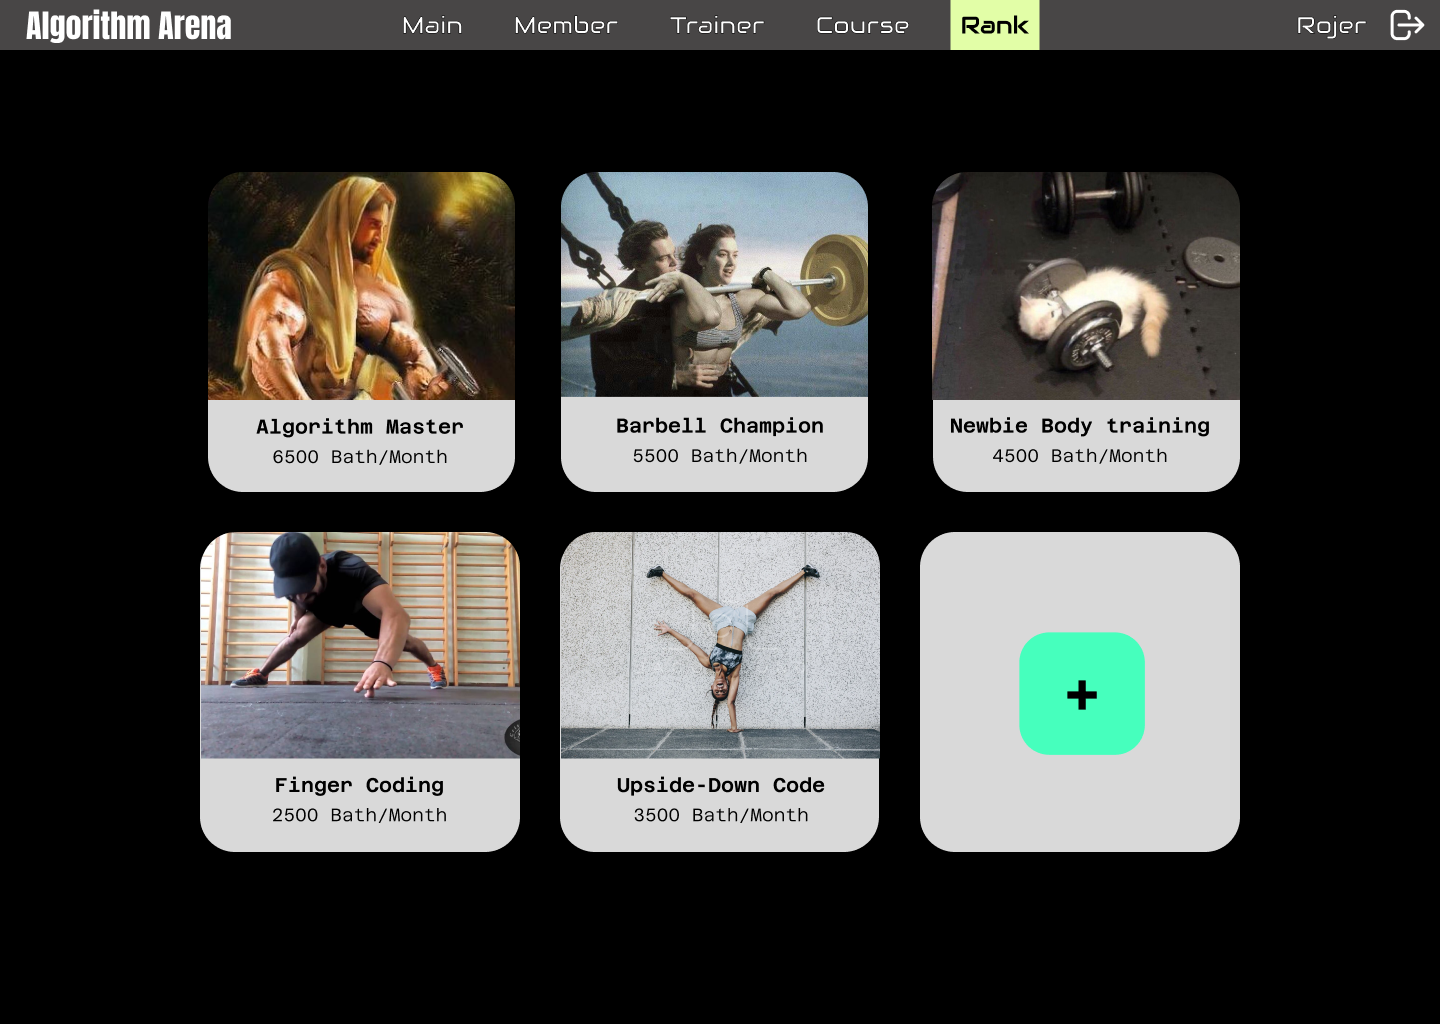 Algorithm Arena
Main
Member
Trainer
Course
Rank
Rojer
Algorithm Master
6500 Bath/Month
Barbell Champion
5500 Bath/Month
Newbie Body training
4500 Bath/Month
Finger Coding
2500 Bath/Month
Upside-Down Code
3500 Bath/Month
+